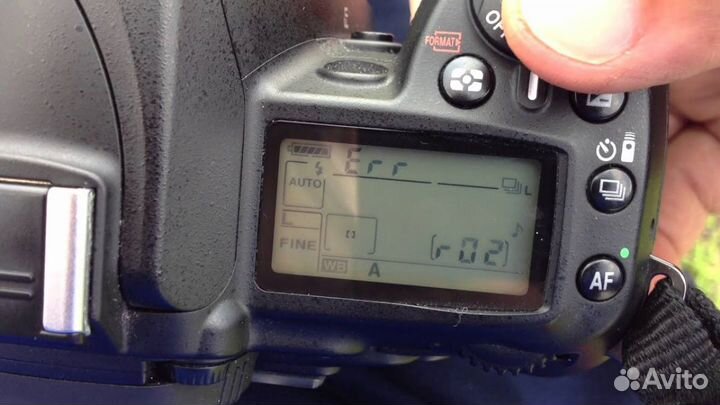 FORMAT
Err
AUTO
L
L
FINE
[r02]
WB
A
AF
Avito